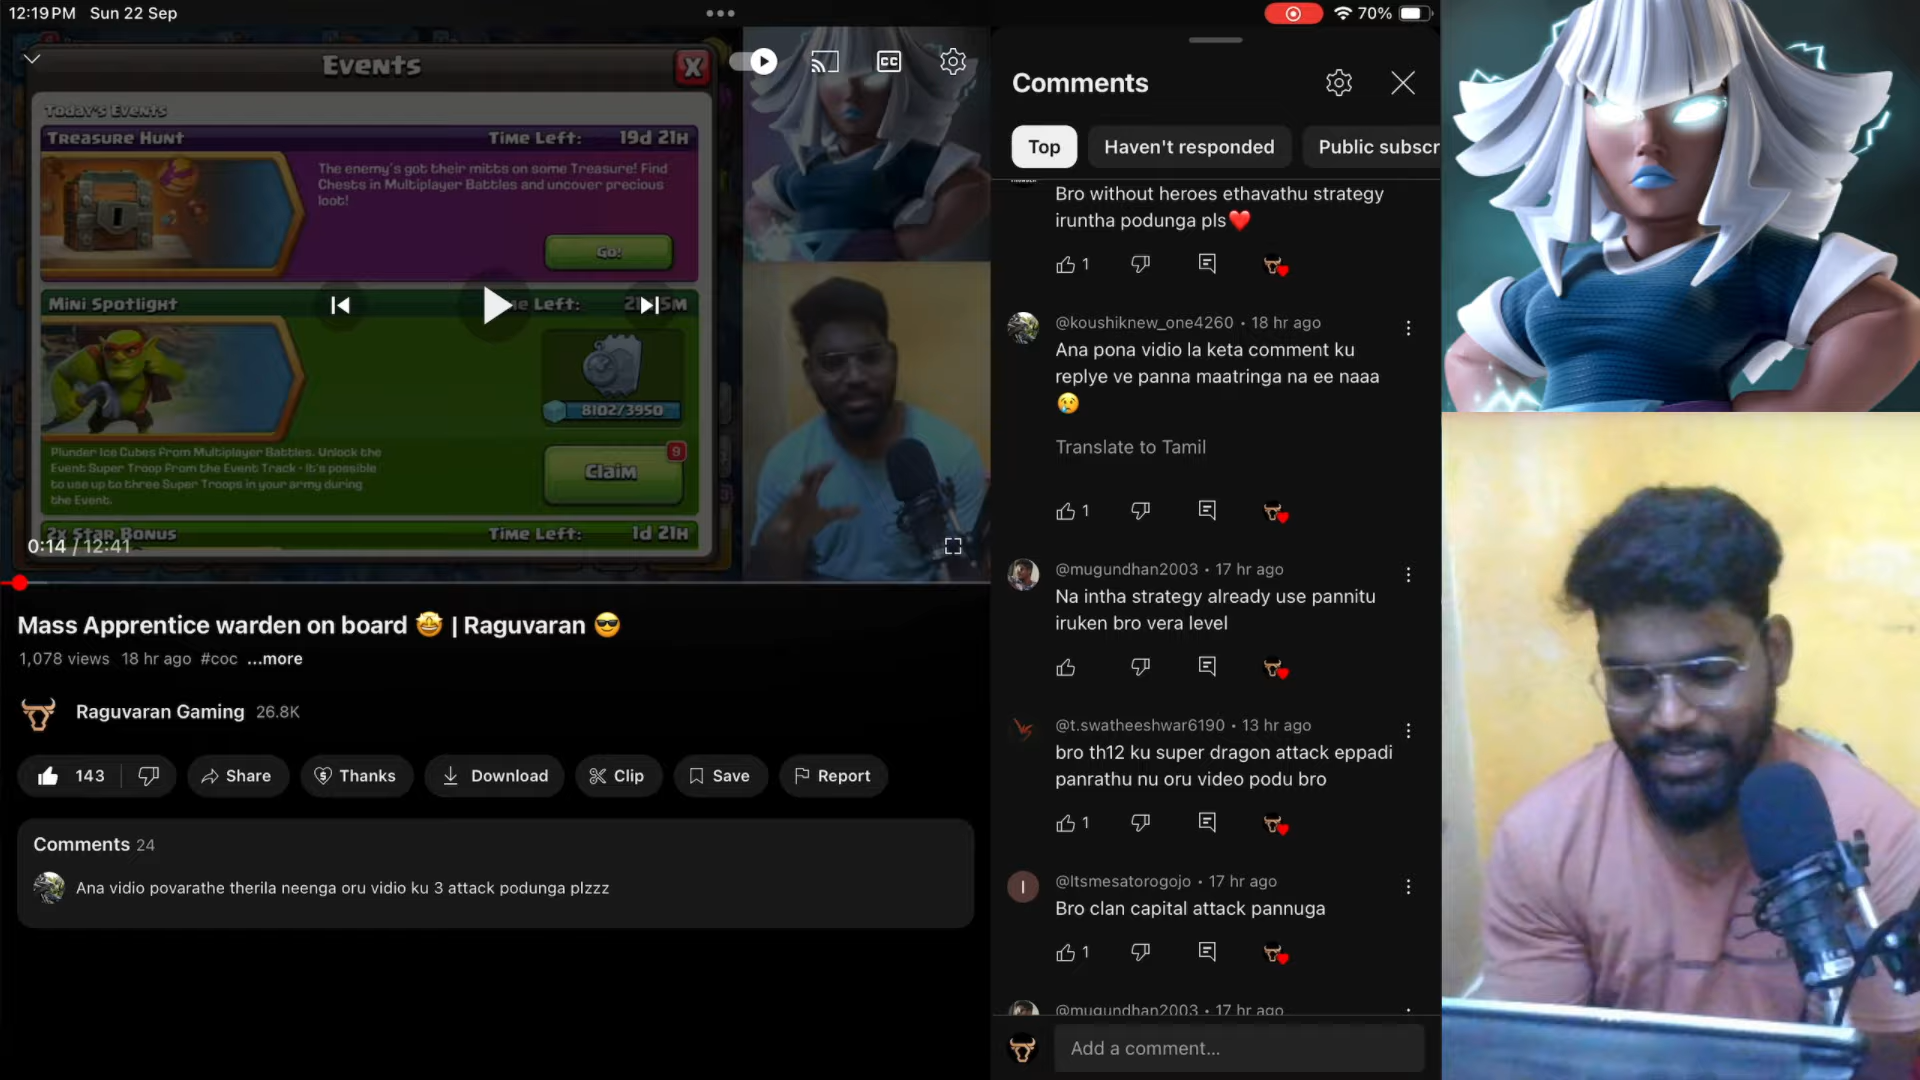 12:19 PM Sun 22 Sep
70%
Events
Today's Events
Treasure Hunt
Time Left: 19d 21H
The enemy's got their mitts on some Treasure! Find
Chests in Multiplayer Battles and uncover precious
loot!
Go!
Mini Spotlight
8102/3950
Plunder Ice Cubes from Multiplayer Battles. Unlock the
Event Super Troop from the Event Track - It's possible
to use up to three Super Troops in your army during
the Event.
9
Claim
2x Star Bonus
Time Left: 1d 21H
CC
0:14 / 12:41
Mass Apprentice warden on board 🤩 | Raguvaran 😎
1,078 views 18 hr ago #coc ...more
Raguvaran Gaming 26.8K
143
Share
Thanks
Download
Clip
Save
Report
Comments 24
Ana vidio povarathe therila neenga oru vidio ku 3 attack podunga plzzz
Comments
Top
Haven't responded
Public subscr
Bro without heroes ethavathu strategy
iruntha podunga pls❤️
1
@koushiknew_one4260 • 18 hr ago
Ana pona vidio la keta comment ku
replye ve panna maatringa na ee naaa
😢
Translate to Tamil
1
@mugundhan2003 • 17 hr ago
Na intha strategy already use pannitu
iruken bro vera level
@t.swatheeshwar6190 • 13 hr ago
bro th12 ku super dragon attack eppadi
panrathu nu oru video podu bro
1
I
@Itsmesatorogojo • 17 hr ago
Bro clan capital attack pannuga
1
@mugundhan2003 • 17 hr ago
Add a comment...